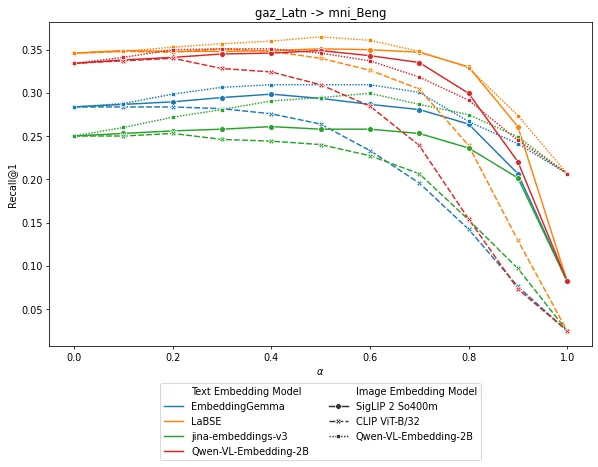 gaz_Latn -> mni_Beng
Recall@1
0.35
0.30
0.25
0.20
0.15
0.10
0.05
0.0
0.2
0.4
0.6
0.8
1.0
α
Text Embedding Model
EmbeddingGemma
LaBSE
jina-embeddings-v3
Qwen-VL-Embedding-2B
Image Embedding Model
SigLIP 2 So400m
CLIP ViT-B/32
Qwen-VL-Embedding-2B